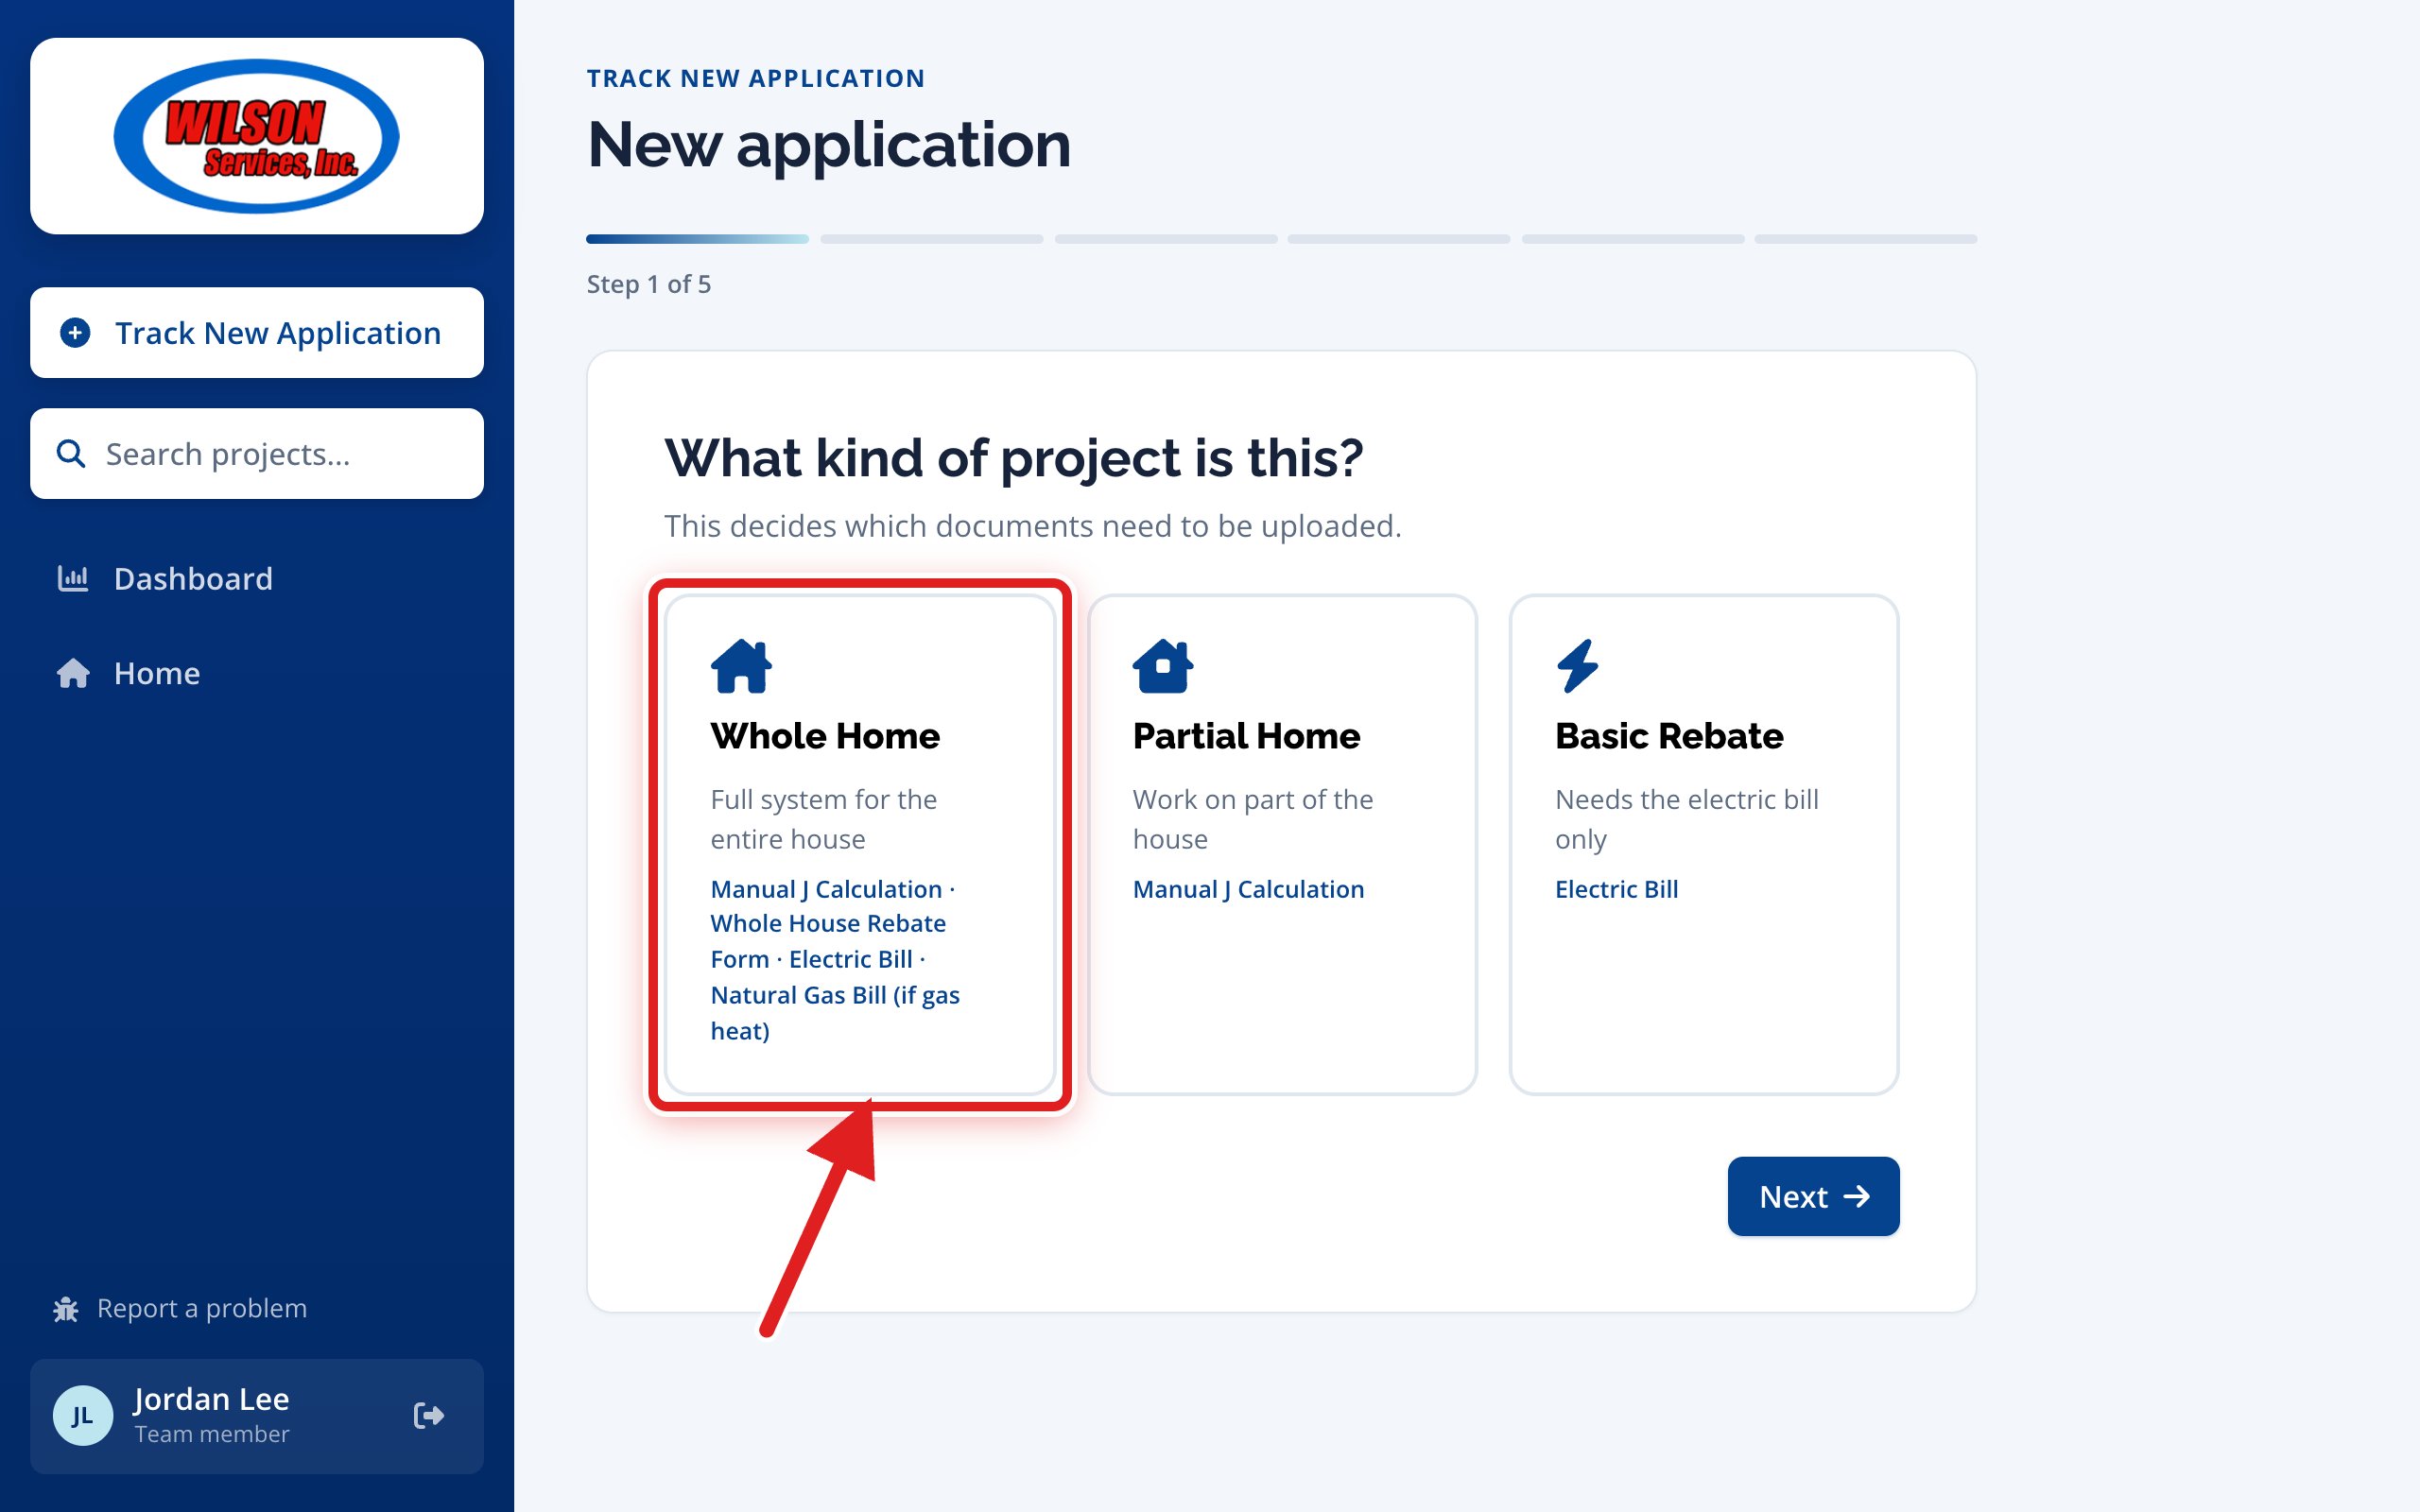 WILSON
Services, Inc.
Track New Application
Search projects...
Dashboard
Home
Report a problem
JL
Jordan Lee
Team member
TRACK NEW APPLICATION
New application
Step 1 of 5
What kind of project is this?
This decides which documents need to be uploaded.
Whole Home
Full system for the
entire house
Manual J Calculation ·
Whole House Rebate
Form · Electric Bill ·
Natural Gas Bill (if gas
heat)
Partial Home
Work on part of the
house
Manual J Calculation
Basic Rebate
Needs the electric bill
only
Electric Bill
Next